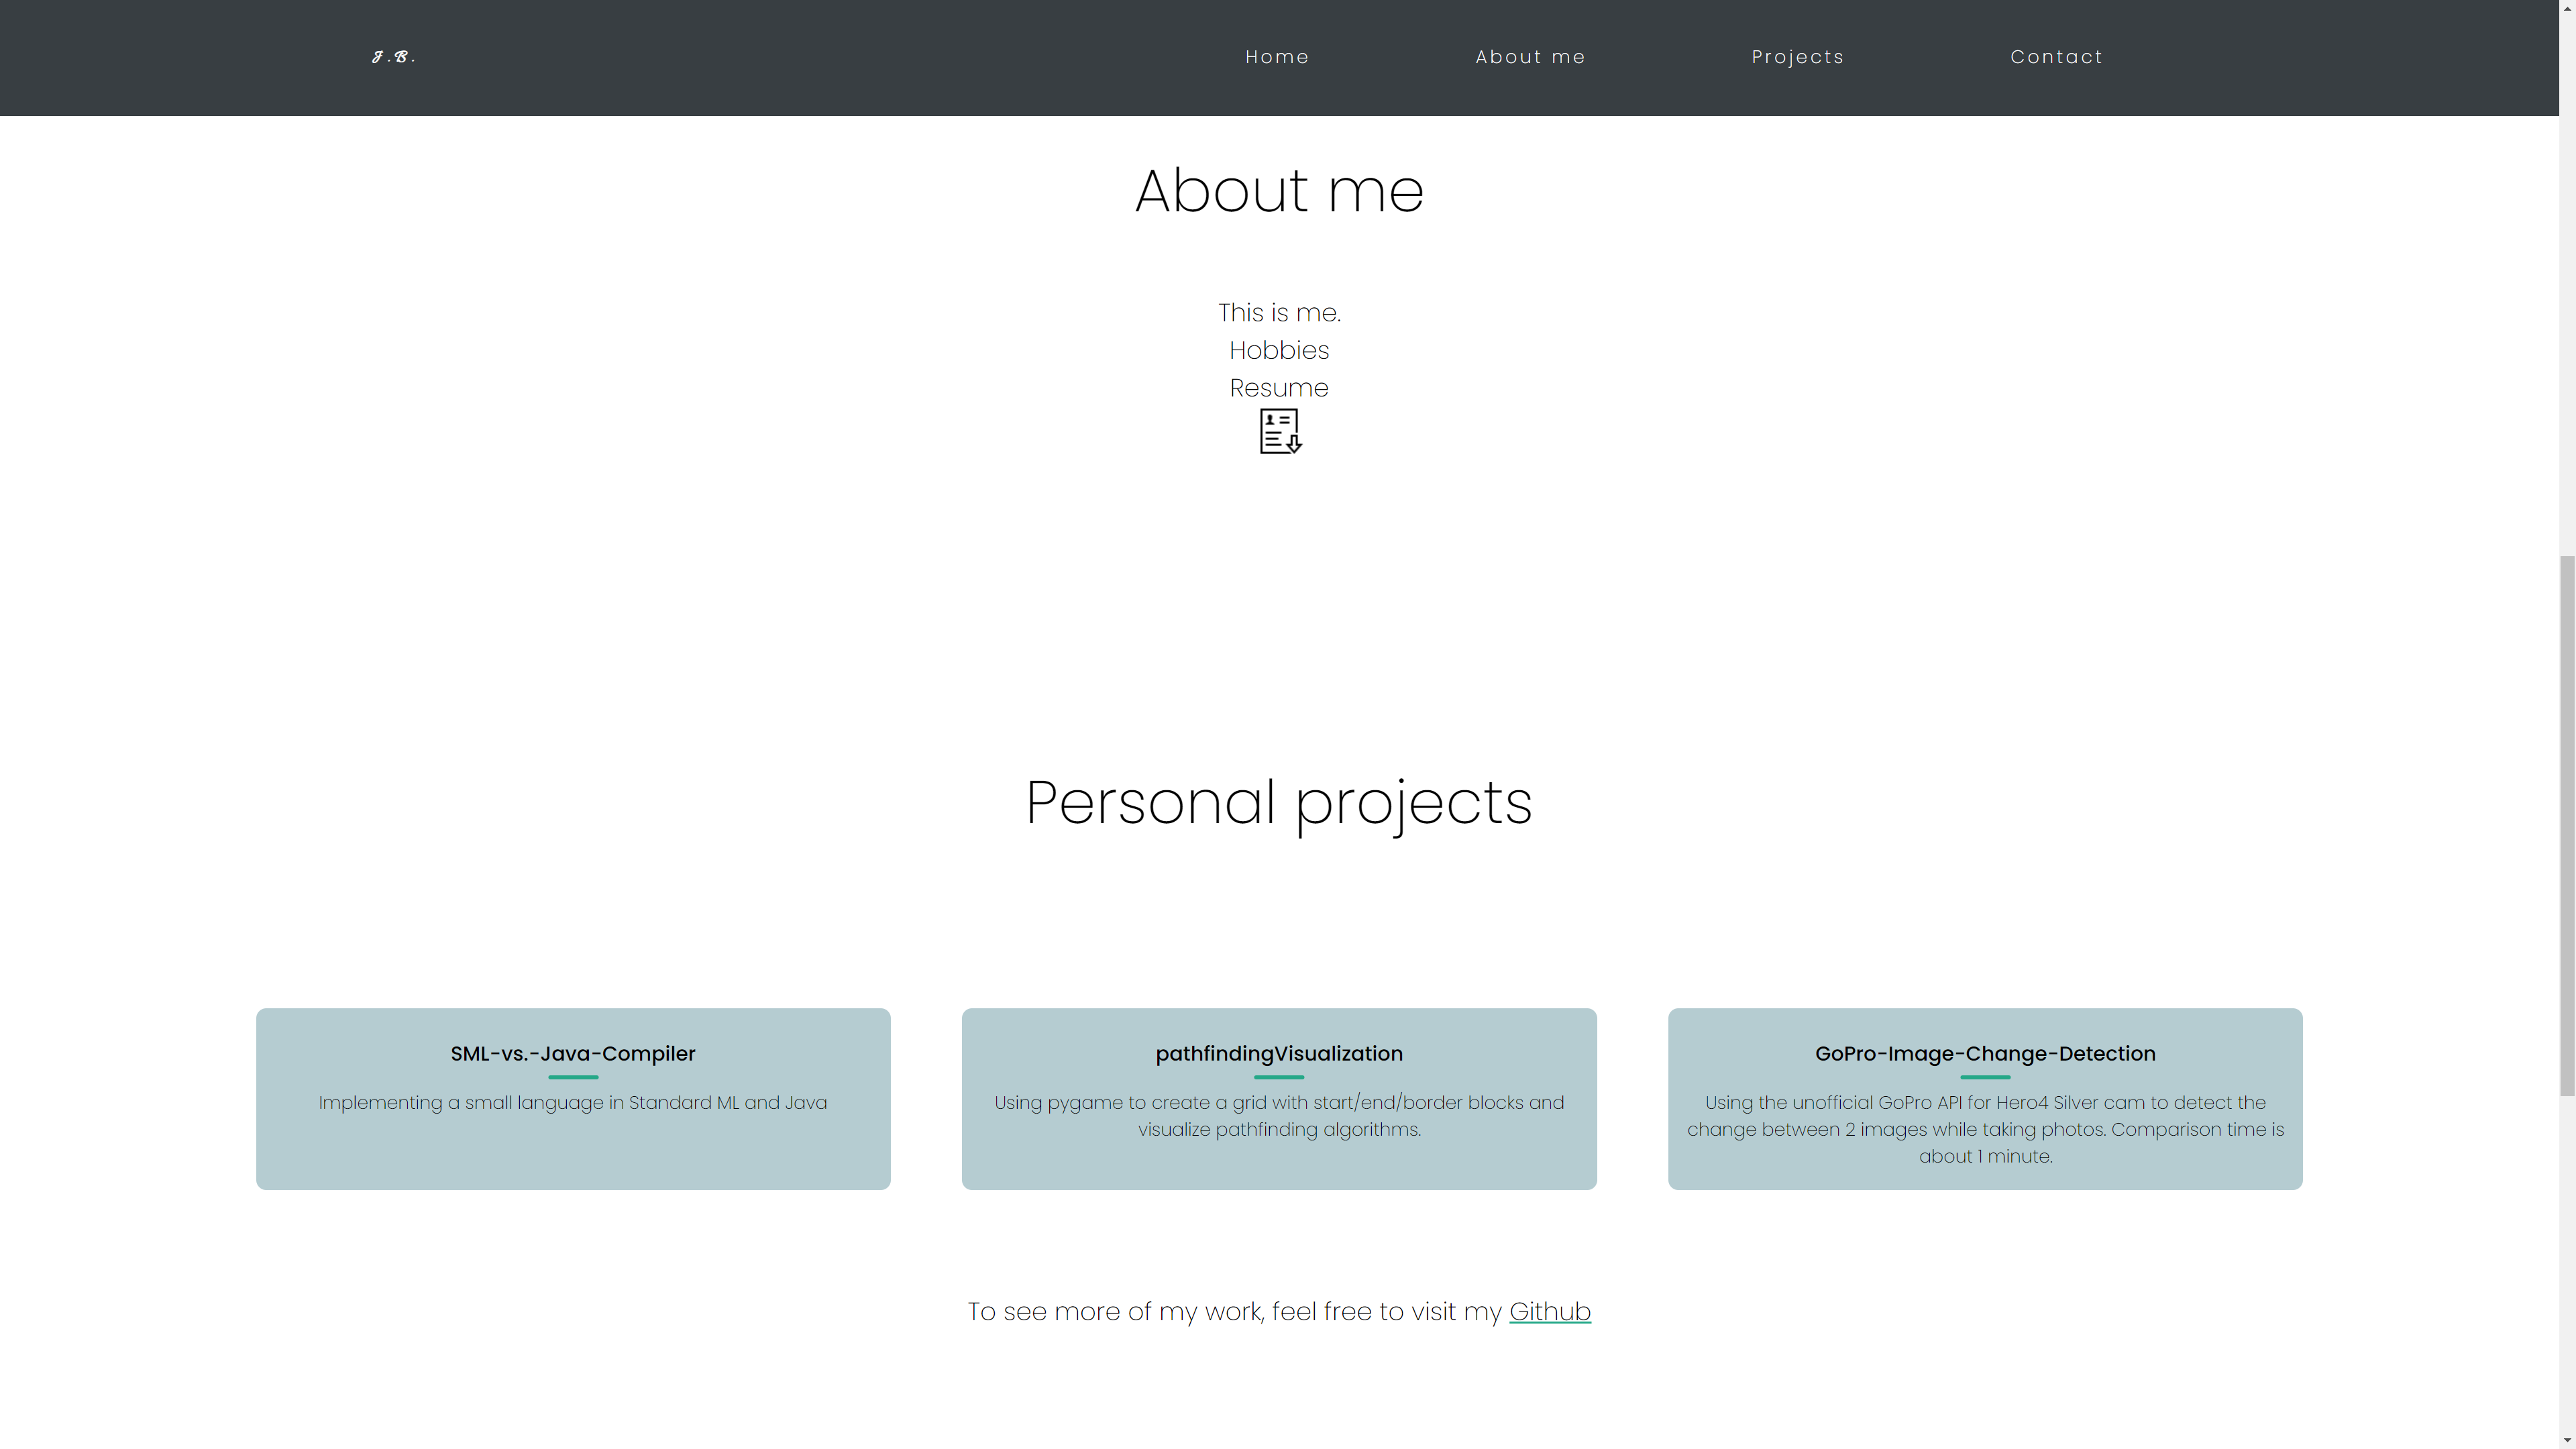 J.B.
Home
About me
Projects
Contact
About me
This is me.
Hobbies
Resume
Personal projects
SML-vs.-Java-Compiler
Implementing a small language in Standard ML and Java
pathfindingVisualization
Using pygame to create a grid with start/end/border blocks and
visualize pathfinding algorithms.
GoPro-Image-Change-Detection
Using the unofficial GoPro API for Hero4 Silver cam to detect the
change between 2 images while taking photos. Comparison time is
about 1 minute.
To see more of my work, feel free to visit my Github